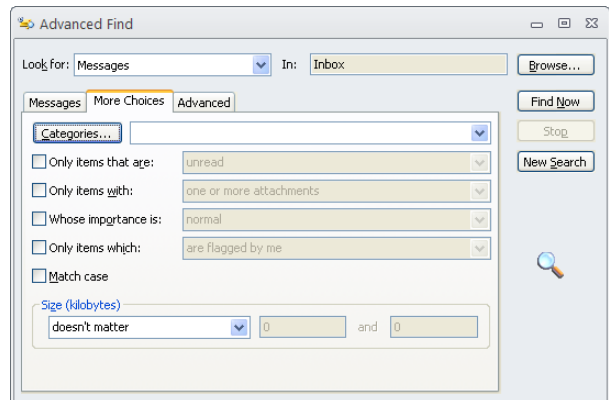 Advanced Find
Look for: Messages In: Inbox Browse...
Messages More Choices Advanced Find Now
Categories... Stop
Only items that are: unread New Search
Only items with: one or more attachments
Whose importance is: normal
Only items which: are flagged by me
Match case
Size (kilobytes)
doesn't matter 0 and 0